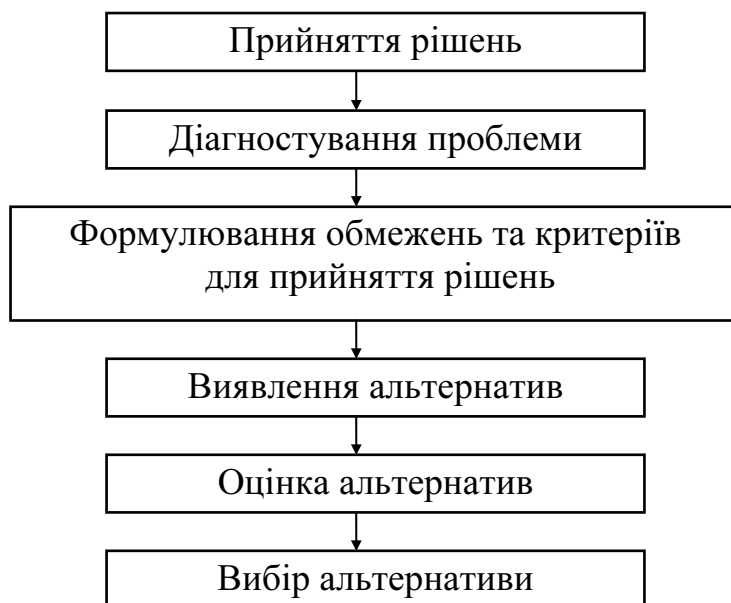 Прийняття рішень
Діагностування проблеми
Формулювання обмежень та критеріїв
для прийняття рішень
Виявлення альтернатив
Оцінка альтернатив
Вибір альтернативи